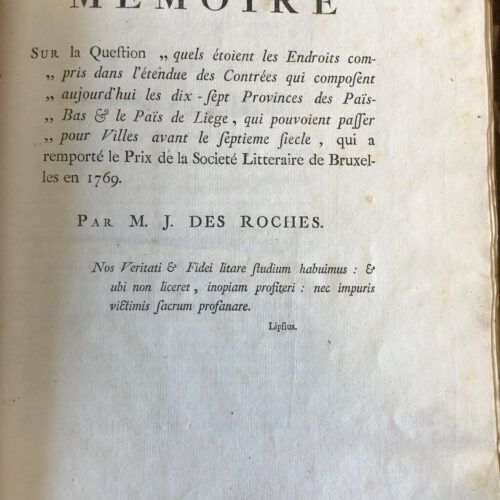 MÉMOIRE
SUR la Queſtion „ quels étoient les Endroits com-
„ pris dans l'étendue des Contrées qui compoſent
„ aujourd'hui les dix-ſept Provinces des Païs-
„ Bas & le Païs de Liege, qui pouvoient paſſer
„ pour Villes avant le ſeptieme ſiecle, qui a
remporté le Prix de la Societé Litteraire de Bruxel-
les en 1769.
PAR M. J. DES ROCHES.
Nos Veritati & Fidei litare ſtudium habuimus : &
ubi non liceret, inopiam profiteri : nec impuris
victimis ſacrum profanare.
Lipſius.